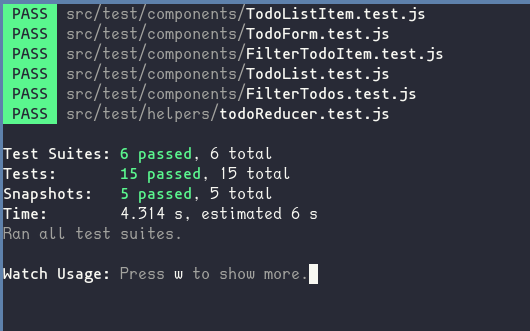 PASS src/test/components/TodoListItem.test.js
PASS src/test/components/TodoForm.test.js
PASS src/test/components/FilterTodoItem.test.js
PASS src/test/components/TodoList.test.js
PASS src/test/components/FilterTodos.test.js
PASS src/test/helpers/todoReducer.test.js
Test Suites: 6 passed, 6 total
Tests: 15 passed, 15 total
Snapshots: 5 passed, 5 total
Time: 4.314 s, estimated 6 s
Ran all test suites.
Watch Usage: Press w to show more.